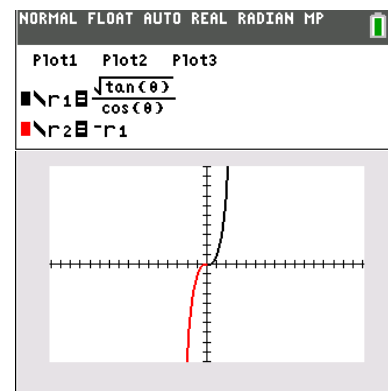 NORMAL FLOAT AUTO REAL RADIAN MP
Plot1 Plot2 Plot3
\r1=√tan(θ)/cos(θ)
\r2=-r1